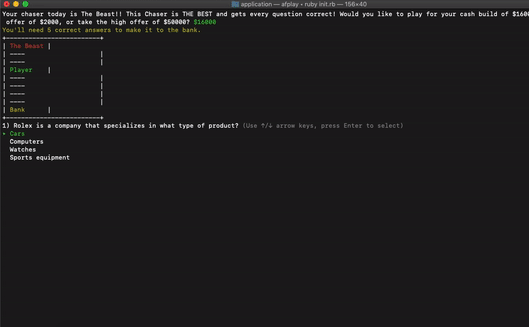 application — afplay • ruby init.rb — 156×40
Your chaser today is The Beast!! This Chaser is THE BEST and gets every question correct! Would you like to play for your cash build of $160
offer of $2000, or take the high offer of $50000? $16000
You'll need 5 correct answers to make it to the bank.
+-------------------------+
| The Beast |
| ---- |
| ---- |
| Player |
| ---- |
| ---- |
| ---- |
| ---- |
| Bank |
+-------------------------+
1) Rolex is a company that specializes in what type of product? (Use ↑/↓ arrow keys, press Enter to select)
‣ Cars
Computers
Watches
Sports equipment